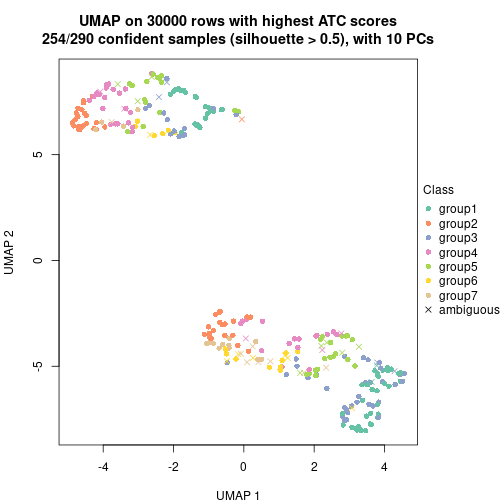 UMAP on 30000 rows with highest ATC scores
254/290 confident samples (silhouette > 0.5), with 10 PCs
UMAP 2
5
0
-5
-4
-2
0
2
4
UMAP 1
Class
group1
group2
group3
group4
group5
group6
group7
ambiguous